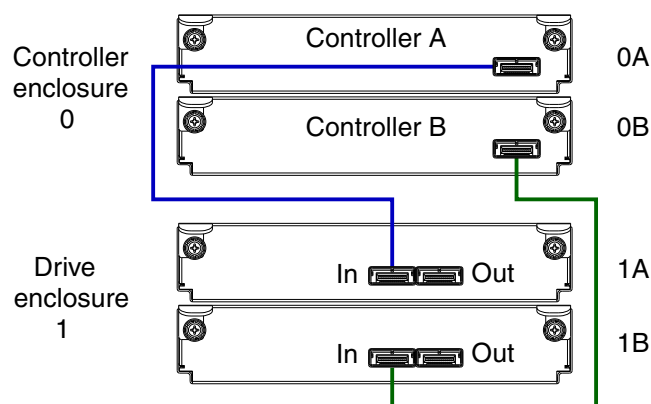 Controller
enclosure
0
Controller A
0A
Controller B
0B
Drive
enclosure
1
In
Out
1A
In
Out
1B